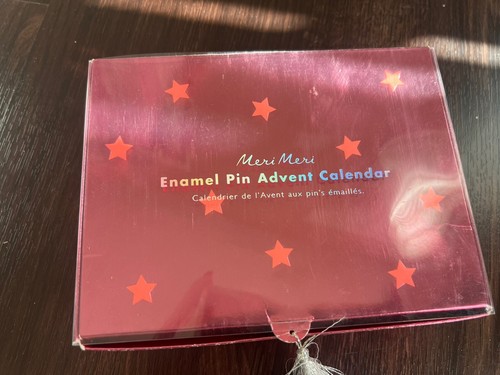 Meri Meri
Enamel Pin Advent Calendar
Calendrier de l'Avent aux pin's émaillés.